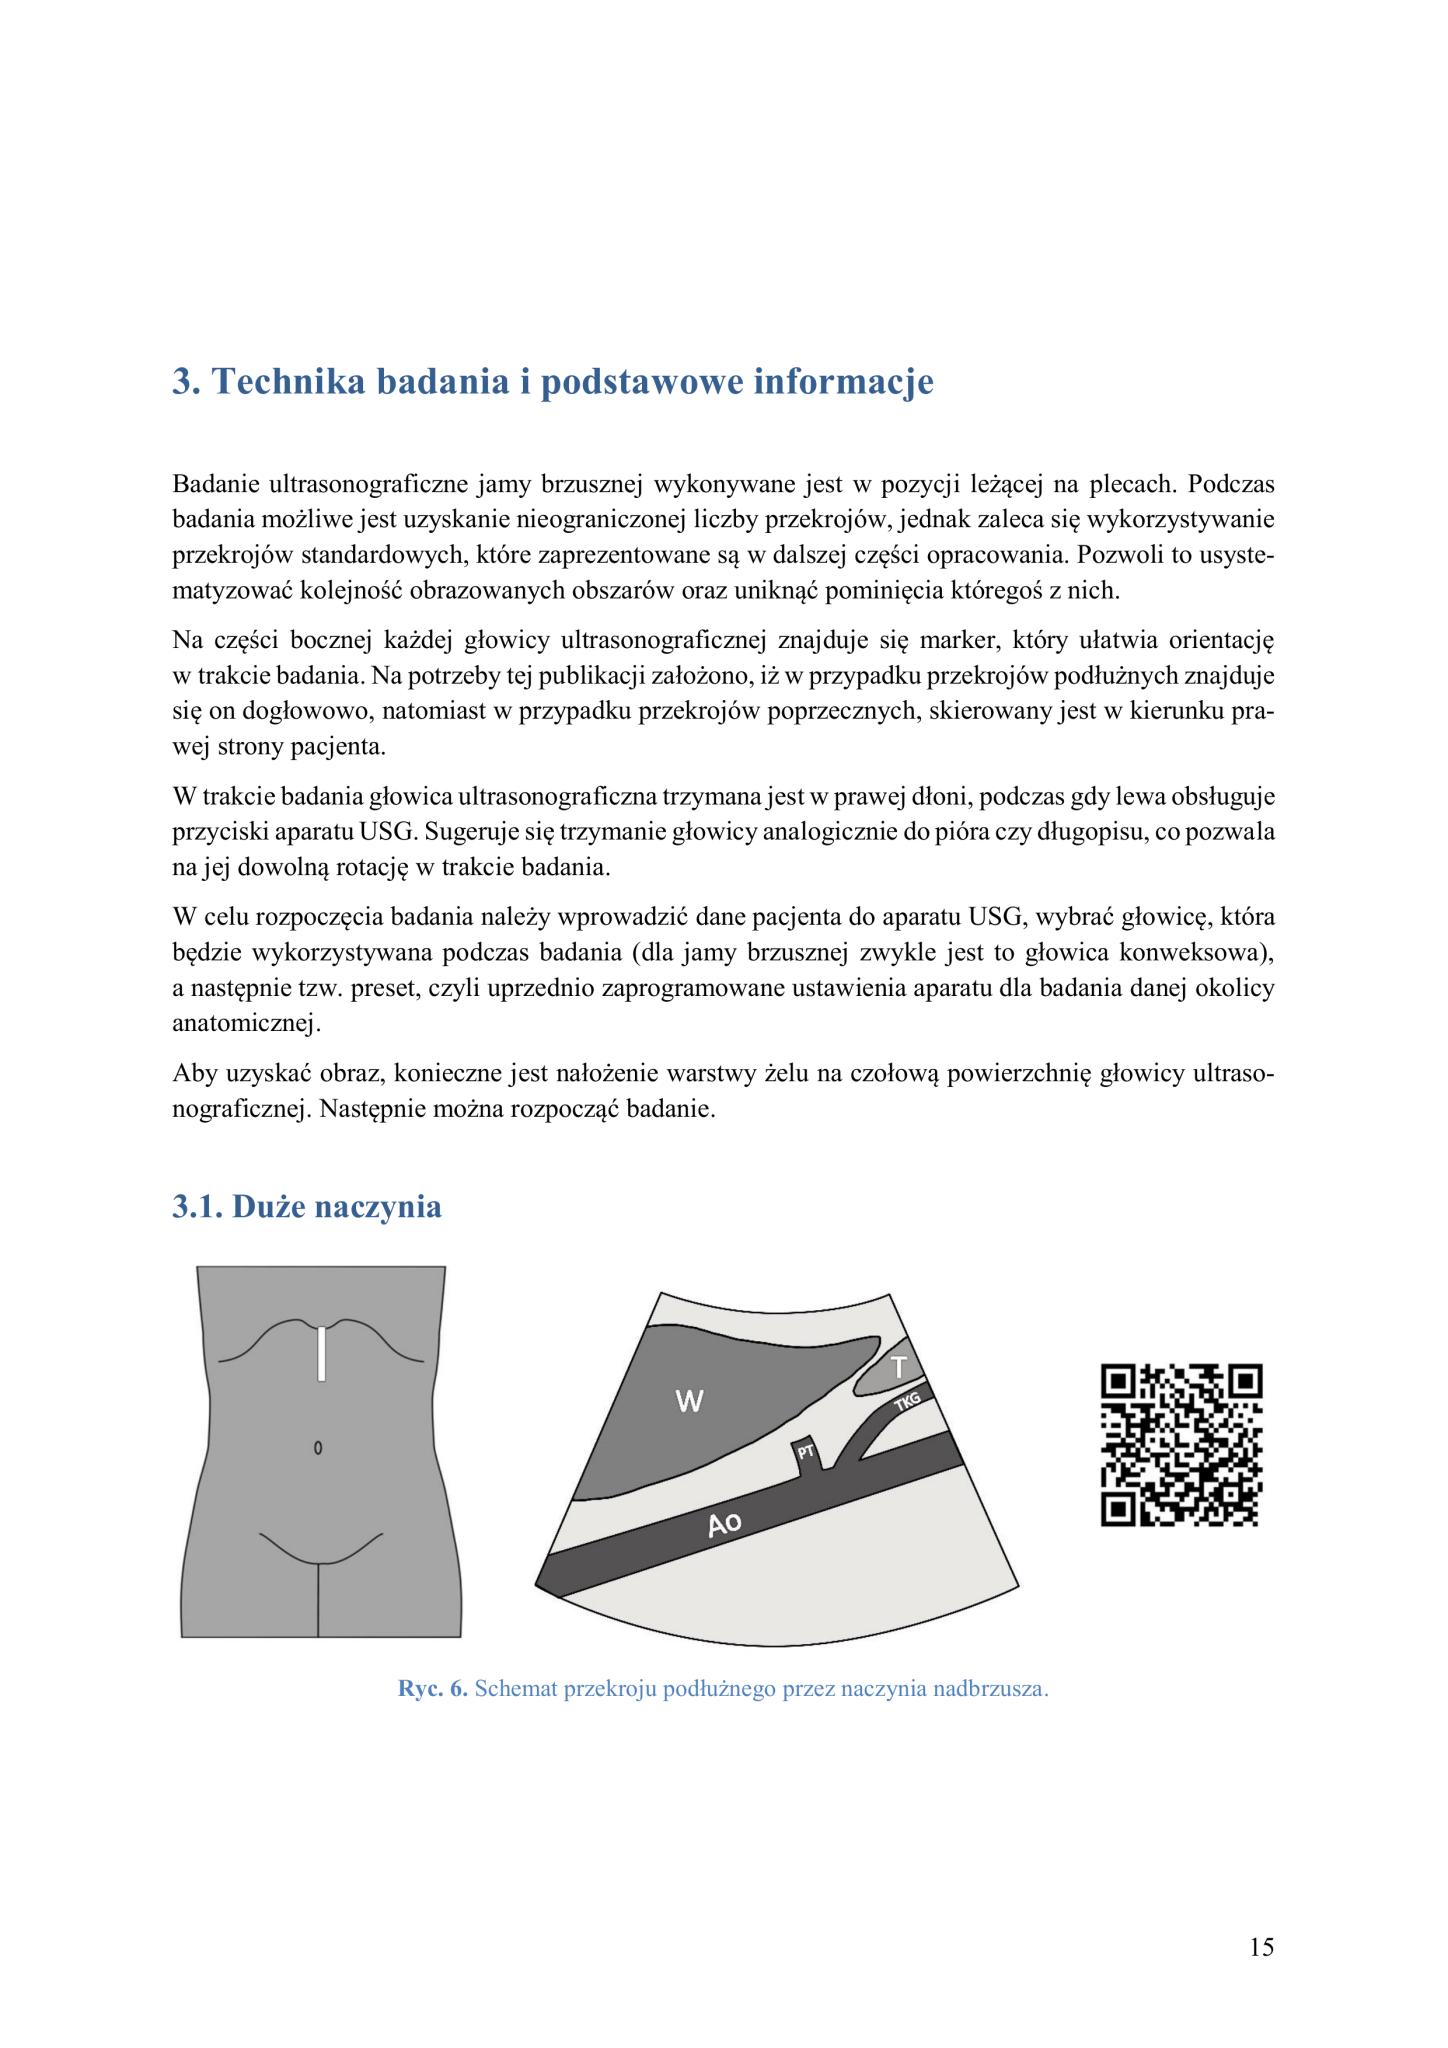 3. Technika badania i podstawowe informacje
Badanie ultrasonograficzne jamy brzusznej wykonywane jest w pozycji leżącej na plecach. Podczas
badania możliwe jest uzyskanie nieograniczonej liczby przekrojów, jednak zaleca się wykorzystywanie
przekrojów standardowych, które zaprezentowane są w dalszej części opracowania. Pozwoli to usyste-
matyzować kolejność obrazowanych obszarów oraz uniknąć pominięcia któregoś z nich.
Na części bocznej każdej głowicy ultrasonograficznej znajduje się marker, który ułatwia orientację
w trakcie badania. Na potrzeby tej publikacji założono, iż w przypadku przekrojów podłużnych znajduje
się on dogłowowo, natomiast w przypadku przekrojów poprzecznych, skierowany jest w kierunku pra-
wej strony pacjenta.
W trakcie badania głowica ultrasonograficzna trzymana jest w prawej dłoni, podczas gdy lewa obsługuje
przyciski aparatu USG. Sugeruje się trzymanie głowicy analogicznie do pióra czy długopisu, co pozwala
na jej dowolną rotację w trakcie badania.
W celu rozpoczęcia badania należy wprowadzić dane pacjenta do aparatu USG, wybrać głowicę, która
będzie wykorzystywana podczas badania (dla jamy brzusznej zwykle jest to głowica konweksowa),
a następnie tzw. preset, czyli uprzednio zaprogramowane ustawienia aparatu dla badania danej okolicy
anatomicznej.
Aby uzyskać obraz, konieczne jest nałożenie warstwy żelu na czołową powierzchnię głowicy ultraso-
nograficznej. Następnie można rozpocząć badanie.
3.1. Duże naczynia
T
W
TKG
PT
Ao
Ryc. 6. Schemat przekroju podłużnego przez naczynia nadbrzusza.
15